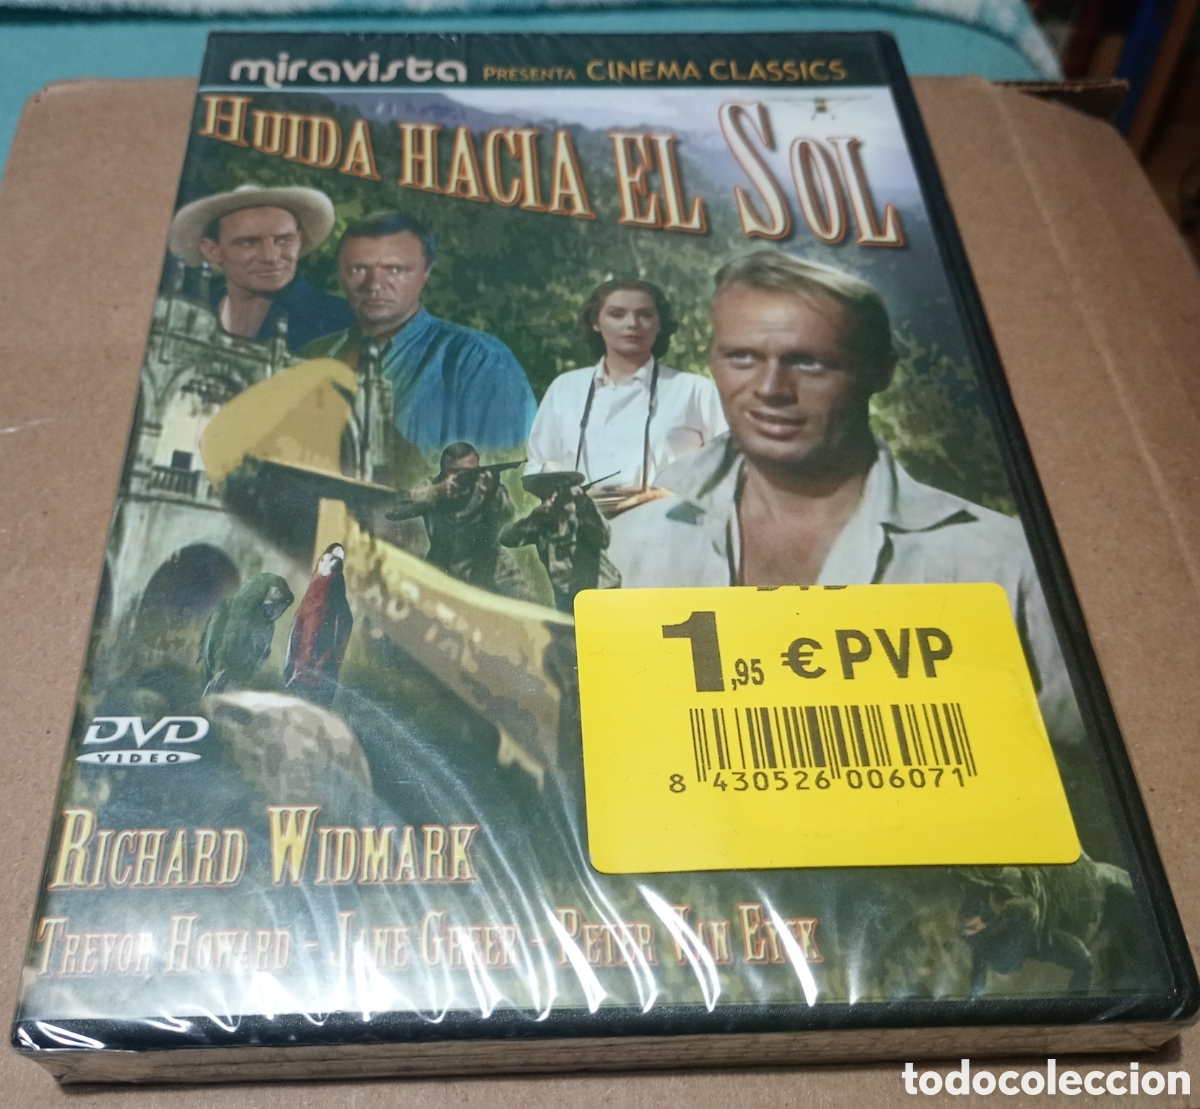 miravista PRESENTA CINEMA CLASSICS
HUIDA HACIA EL SOL
1,95 € PVP
8 430526 006071
DVD
VIDEO
RICHARD WIDMARK
TREVOR HOWARD - JANE GREER - PETER VAN EYCK
todocoleccion